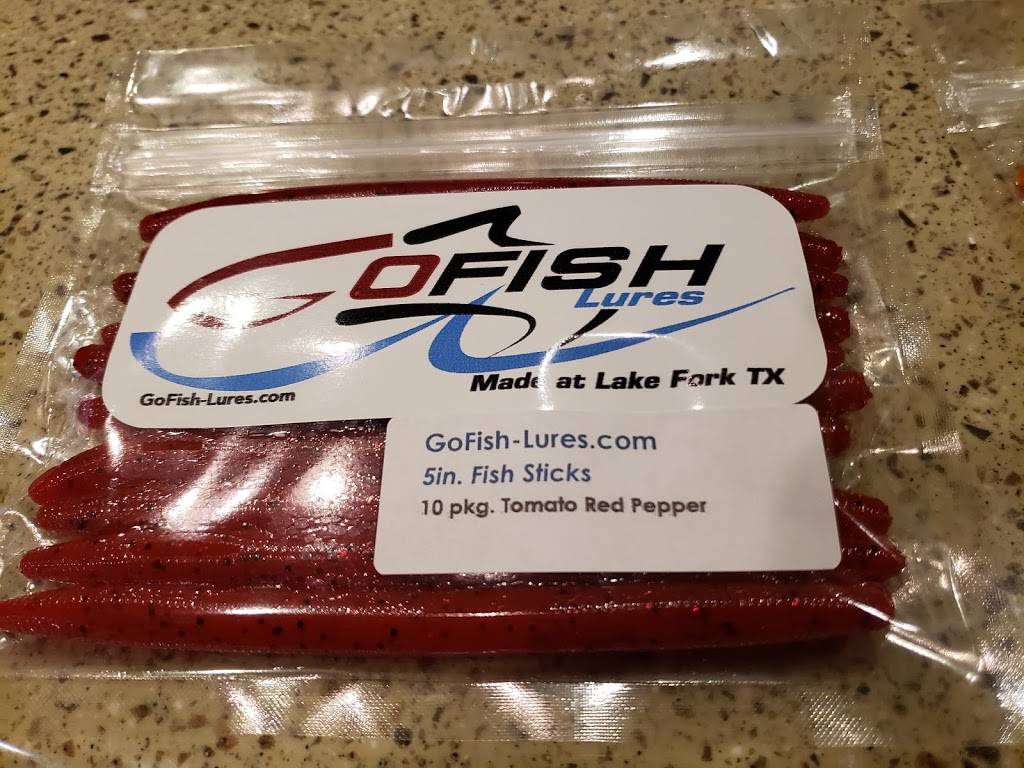 GOFISH
Lures
Made at Lake Fork TX
GoFish-Lures.com
GoFish-Lures.com
5in. Fish Sticks
10 pkg. Tomato Red Pepper